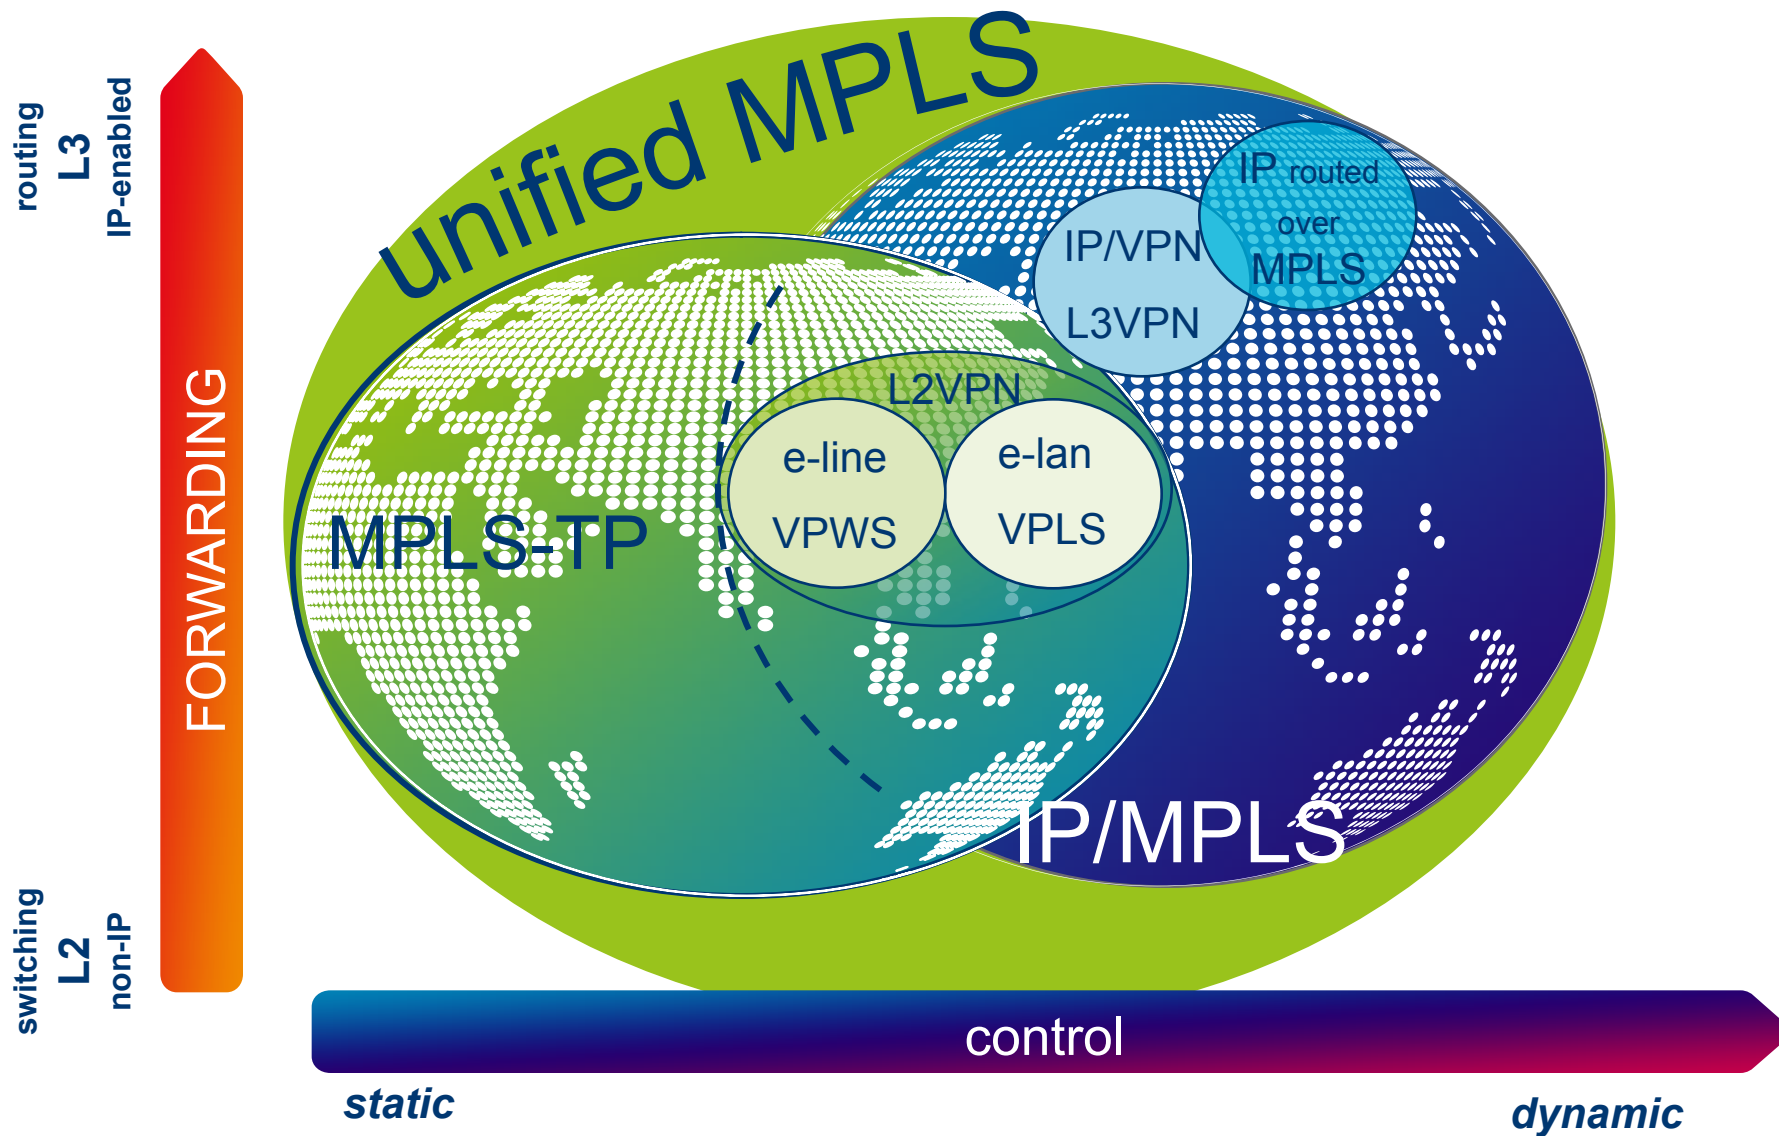 unified MPLS
routing
L3
IP-enabled
FORWARDING
switching
L2
non-IP
IP routed
over
MPLS
IP/VPN
L3VPN
L2VPN
e-line
VPWS
e-lan
VPLS
MPLS-TP
IP/MPLS
control
static
dynamic